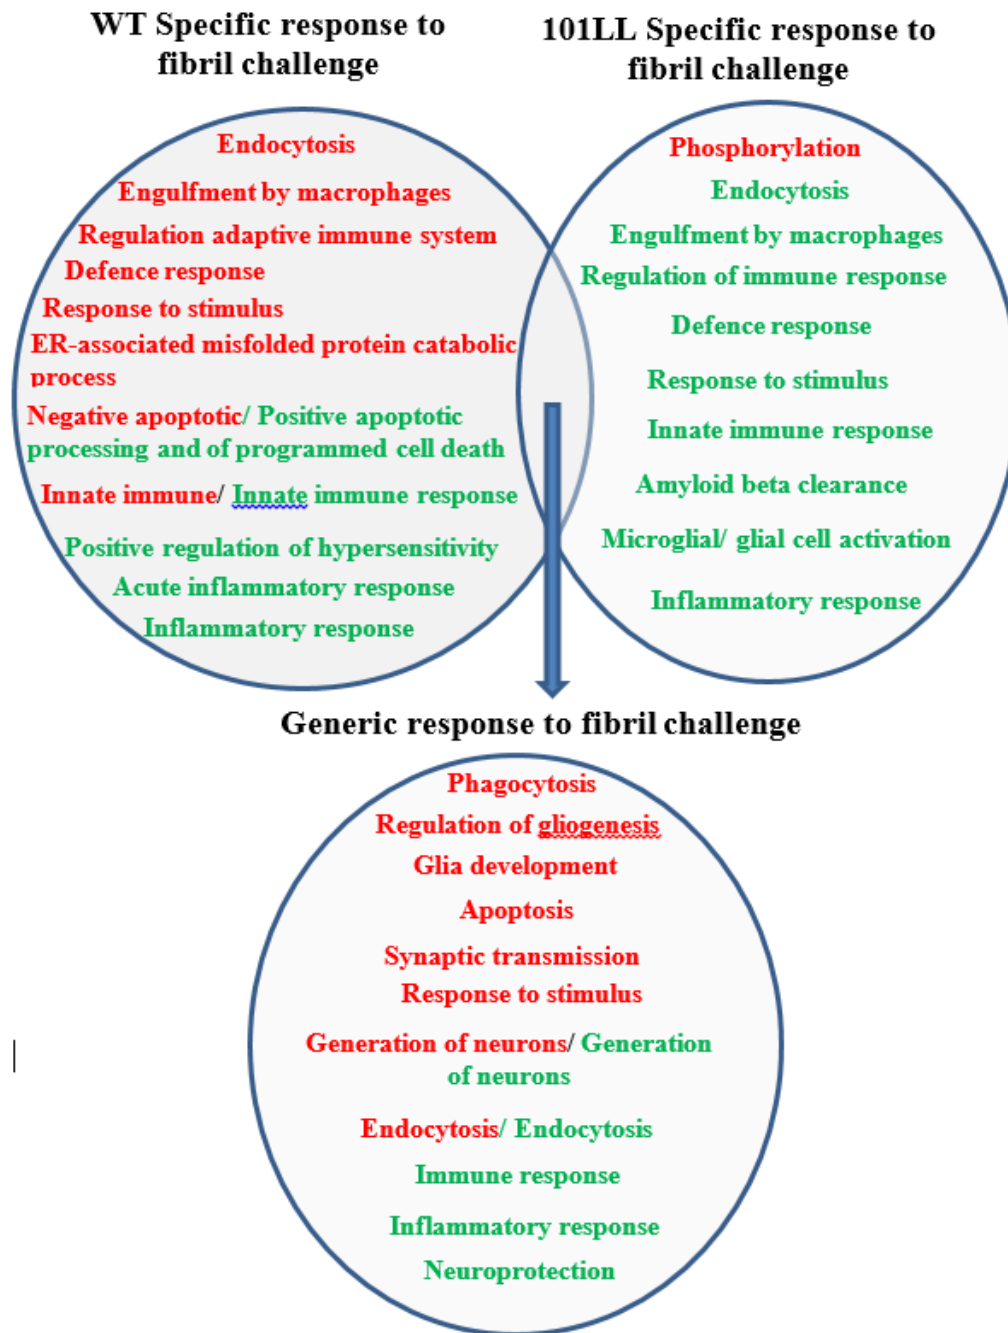 WT Specific response to
fibril challenge
Endocytosis
Engulfment by macrophages
Regulation adaptive immune system
Defence response
Response to stimulus
ER-associated misfolded protein catabolic
process
Negative apoptotic/ Positive apoptotic
processing and of programmed cell death
Innate immune/ Innate immune response
Positive regulation of hypersensitivity
Acute inflammatory response
Inflammatory response
101LL Specific response to
fibril challenge
Phosphorylation
Endocytosis
Engulfment by macrophages
Regulation of immune response
Defence response
Response to stimulus
Innate immune response
Amyloid beta clearance
Microglial/ glial cell activation
Inflammatory response
Generic response to fibril challenge
Phagocytosis
Regulation of gliogenesis
Glia development
Apoptosis
Synaptic transmission
Response to stimulus
Generation of neurons/ Generation
of neurons
Endocytosis/ Endocytosis
Immune response
Inflammatory response
Neuroprotection